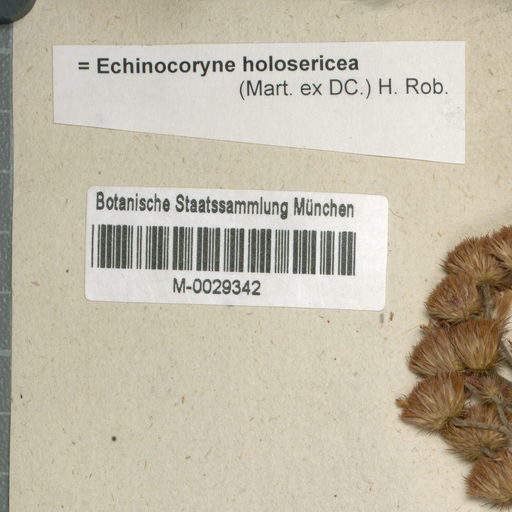 = Echinocoryne holosericea
(Mart. ex DC.) H. Rob.
Botanische Staatssammlung München
M-0029342